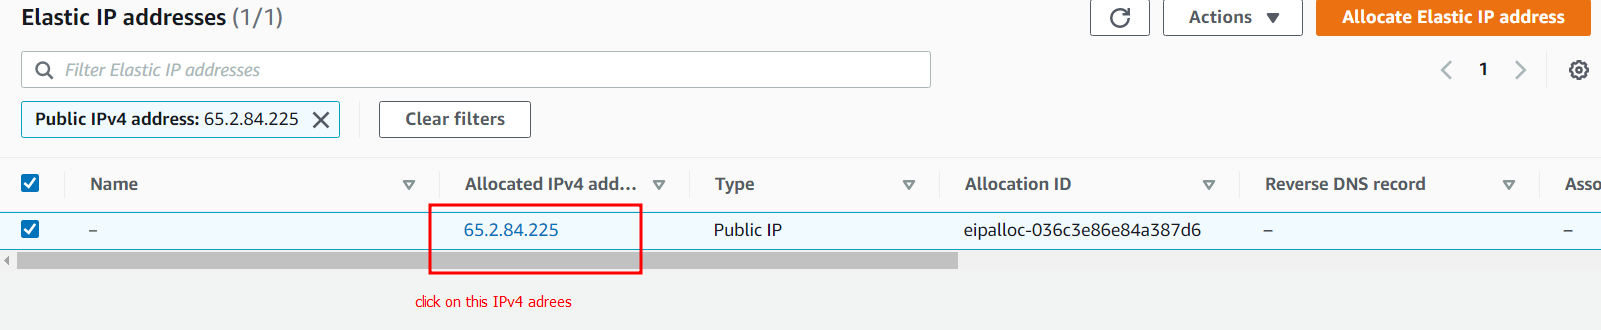 Elastic IP addresses (1/1)
Actions
Allocate Elastic IP address
Filter Elastic IP addresses
1
Public IPv4 address: 65.2.84.225
Clear filters
Name Allocated IPv4 add... Type Allocation ID Reverse DNS record Asso
– 65.2.84.225 Public IP eipalloc-036c3e86e84a387d6 – –
click on this IPv4 adrees